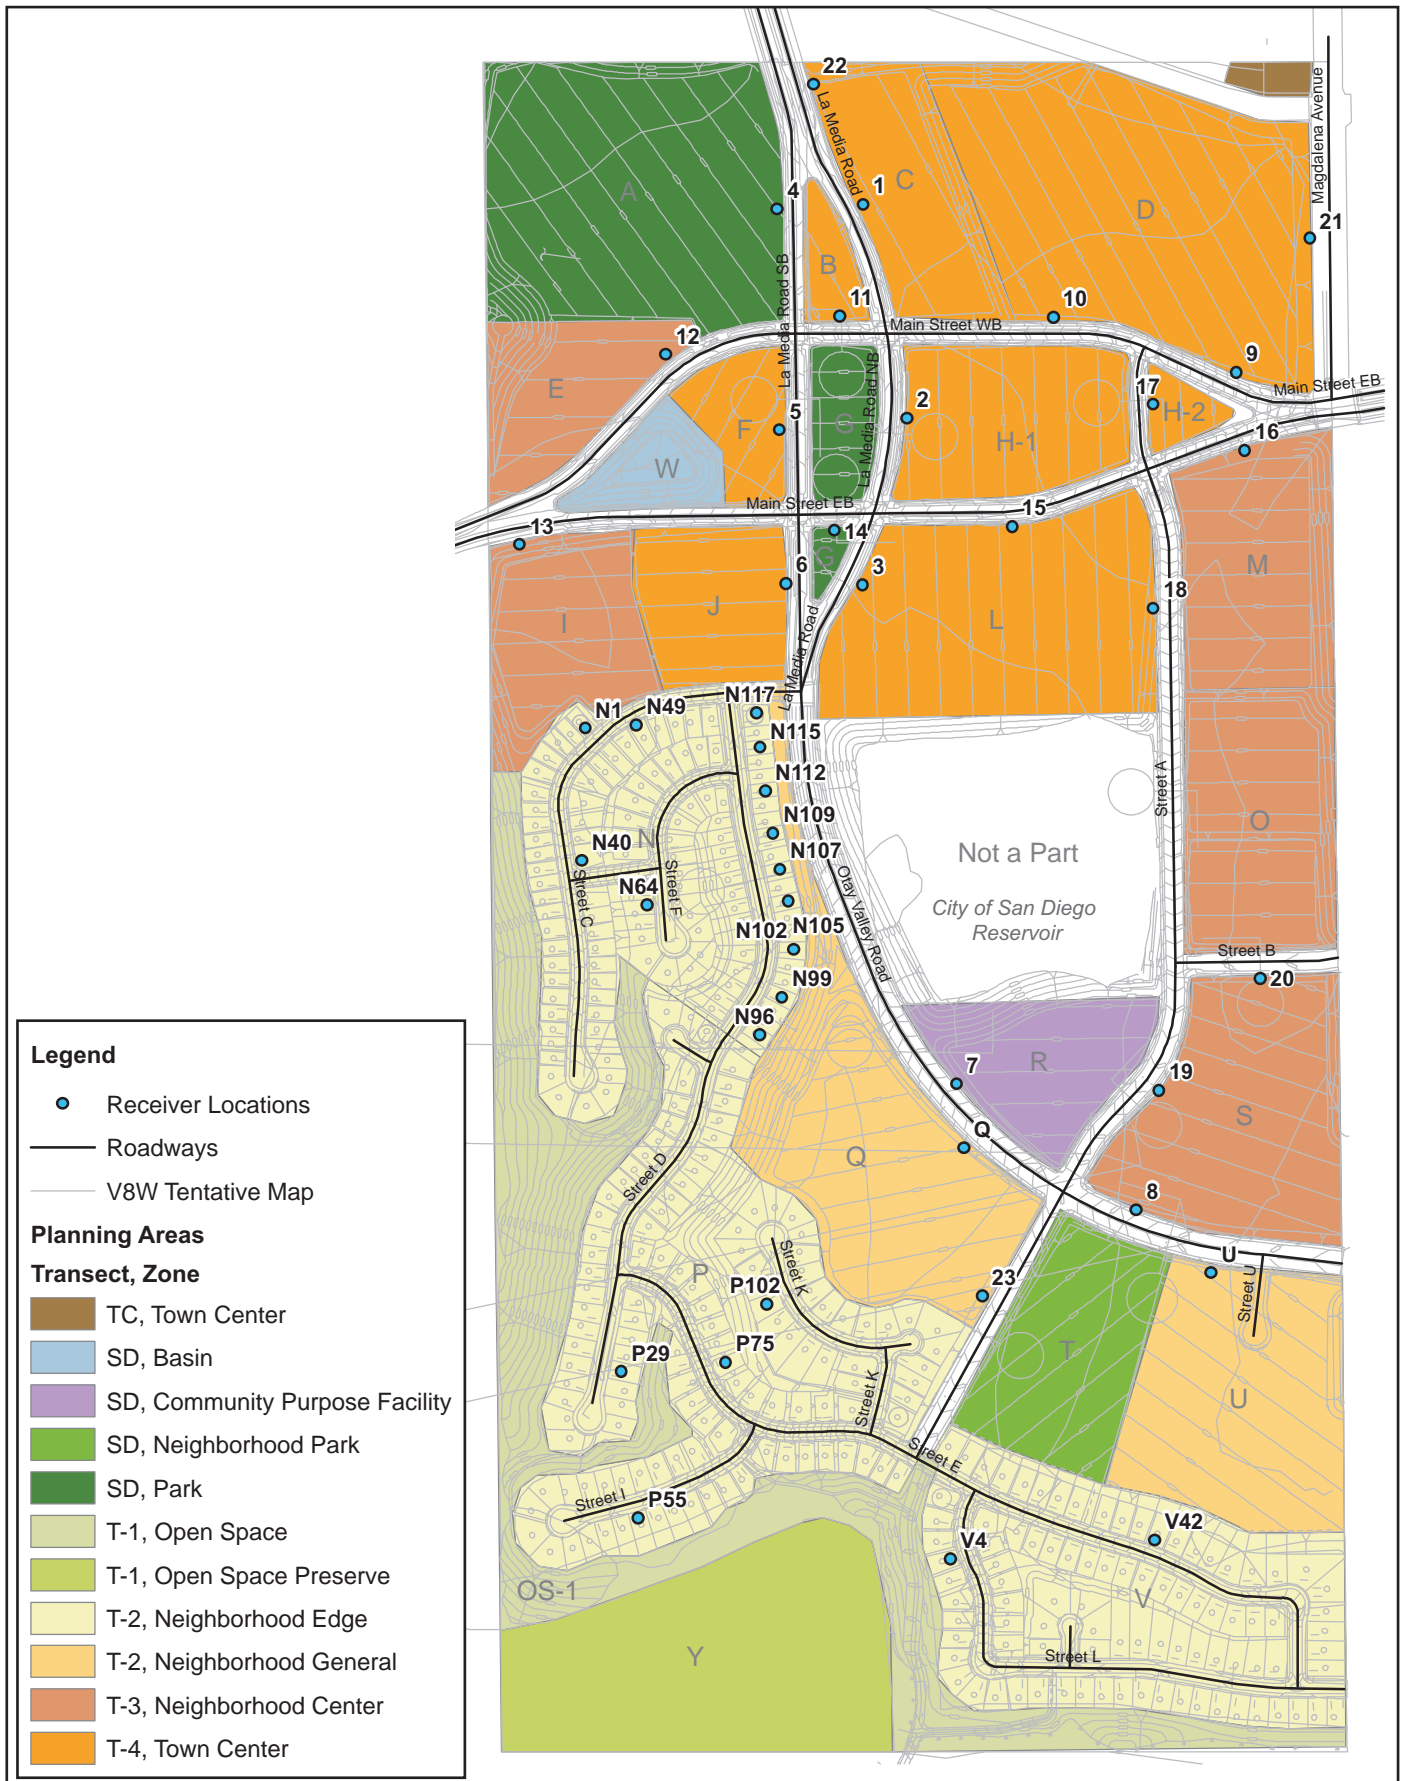 22
La Media Road
Magdalena Avenue
C
1
A
4
D
21
La Media Road SB
B
11
10
Main Street WB
12
9
Main Street EB
E
La Media Road NB
17
H-2
5
F
G
2
H-1
16
W
Main Street EB
15
13
14
G
M
6
3
18
I
J
L
La Media Road
N117
N1
N49
N115
N112
Street A
N109
O
N40
N
N107
Not a Part
Street C
Street F
N64
Otay Valley Road
City of San Diego
Reservoir
N102
N105
Street B
20
N99
N96
7
R
19
Q
Q
S
Street D
8
U
Street K
P
P102
23
Street U
P75
P29
T
U
Street K
Street E
Street I
P55
V42
V4
OS-1
V
Y
Street L
Legend
Receiver Locations
Roadways
V8W Tentative Map
Planning Areas
Transect, Zone
TC, Town Center
SD, Basin
SD, Community Purpose Facility
SD, Neighborhood Park
SD, Park
T-1, Open Space
T-1, Open Space Preserve
T-2, Neighborhood Edge
T-2, Neighborhood General
T-3, Neighborhood Center
T-4, Town Center